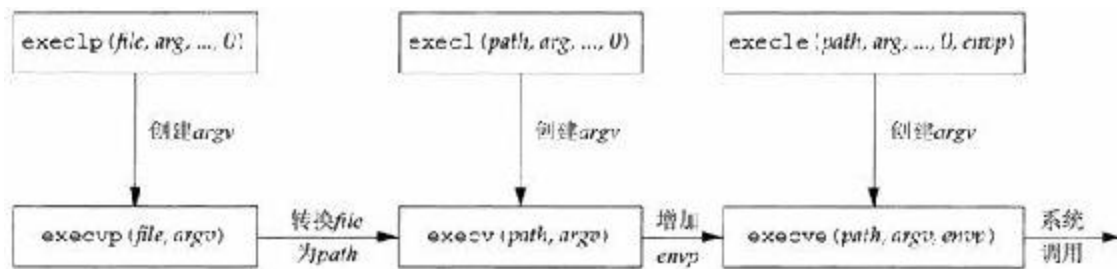 execlp(file, arg, ..., 0)
execl(path, arg, ..., 0)
execle(path, arg, ..., 0, envp)
创建argv
创建argv
创建argv
execvp(file, argv)
转换file
为path
execv(path, argv)
增加
envp
execve(path, argv, envp)
系统
调用